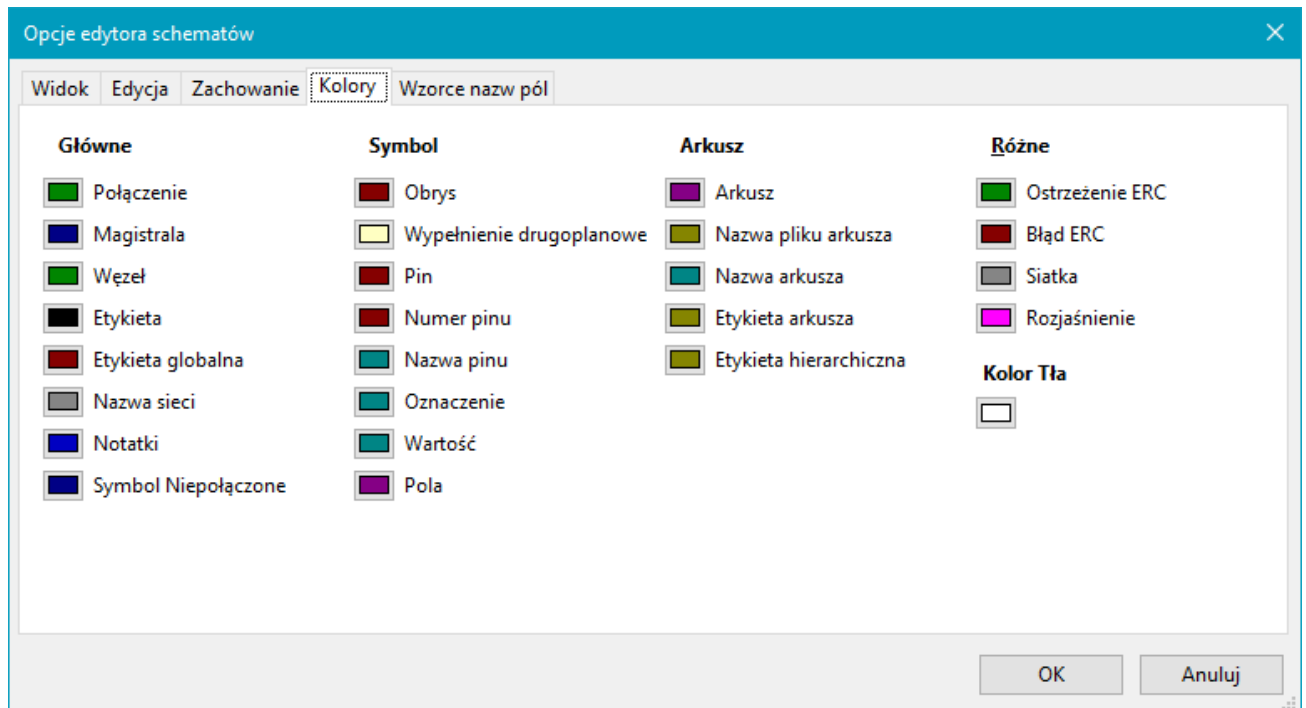 Opcje edytora schematów
Widok Edycja Zachowanie Kolory Wzorce nazw pól
Główne
Połączenie
Magistrala
Węzeł
Etykieta
Etykieta globalna
Nazwa sieci
Notatki
Symbol Niepołączone
Symbol
Obrys
Wypełnienie drugoplanowe
Pin
Numer pinu
Nazwa pinu
Oznaczenie
Wartość
Pola
Arkusz
Arkusz
Nazwa pliku arkusza
Nazwa arkusza
Etykieta arkusza
Etykieta hierarchiczna
Różne
Ostrzeżenie ERC
Błąd ERC
Siatka
Rozjaśnienie
Kolor Tła
OK Anuluj